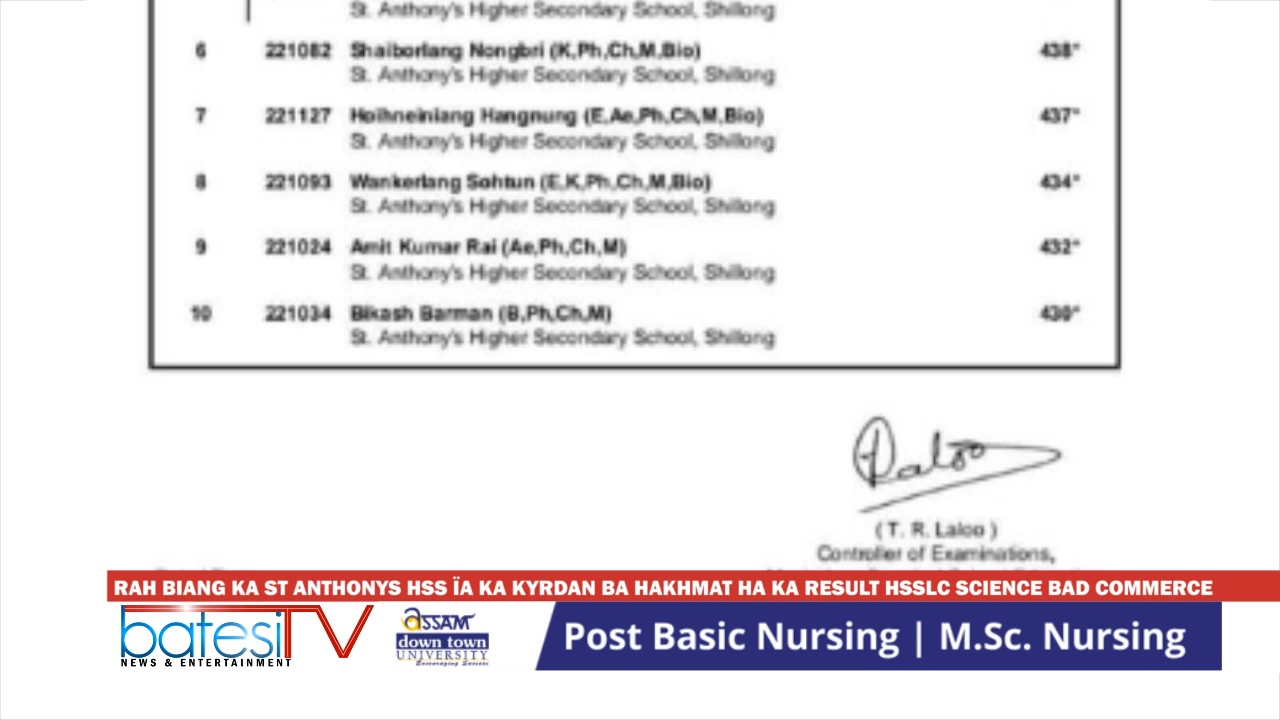 St. Anthony's Higher Secondary School, Shillong
6 221082 Shaiborlang Nongbri (K,Ph,Ch,M,Bio) 438*
St. Anthony's Higher Secondary School, Shillong
7 221127 Hoihneinlang Hangnung (E,Ae,Ph,Ch,M,Bio) 437*
St. Anthony's Higher Secondary School, Shillong
8 221093 Wankerlang Sohtun (E,K,Ph,Ch,M,Bio) 434*
St. Anthony's Higher Secondary School, Shillong
9 221024 Amit Kumar Rai (Ae,Ph,Ch,M) 432*
St. Anthony's Higher Secondary School, Shillong
10 221034 Bikash Barman (B,Ph,Ch,M) 430*
St. Anthony's Higher Secondary School, Shillong
(T. R. Laloo)
Controller of Examinations,
RAH BIANG KA ST ANTHONYS HSS ÏA KA KYRDAN BA HAKHMAT HA KA RESULT HSSLC SCIENCE BAD COMMERCE
batesi TV
NEWS & ENTERTAINMENT
ASSAM
down town
UNIVERSITY
Encouraging Success
Post Basic Nursing | M.Sc. Nursing